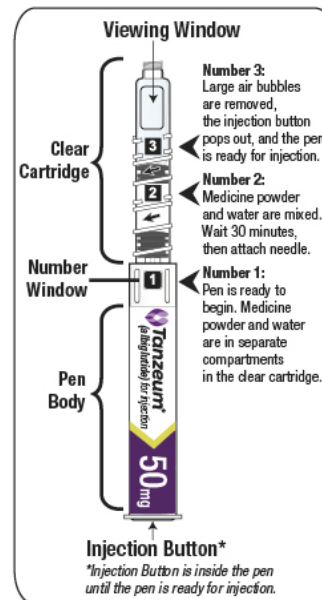 Viewing Window
Number 3:
Large air bubbles
are removed,
the injection button
pops out, and the pen
is ready for injection.
Clear
Cartridge
3
Number 2:
Medicine powder
and water are mixed.
Wait 30 minutes,
then attach needle.
2
Number
Window
1
Number 1:
Pen is ready to
begin. Medicine
powder and water
are in separate
compartments
in the clear cartridge.
Pen
Body
Tanzeum®
(albiglutide) for injection
50mg
Injection Button*
*Injection Button is inside the pen
until the pen is ready for injection.